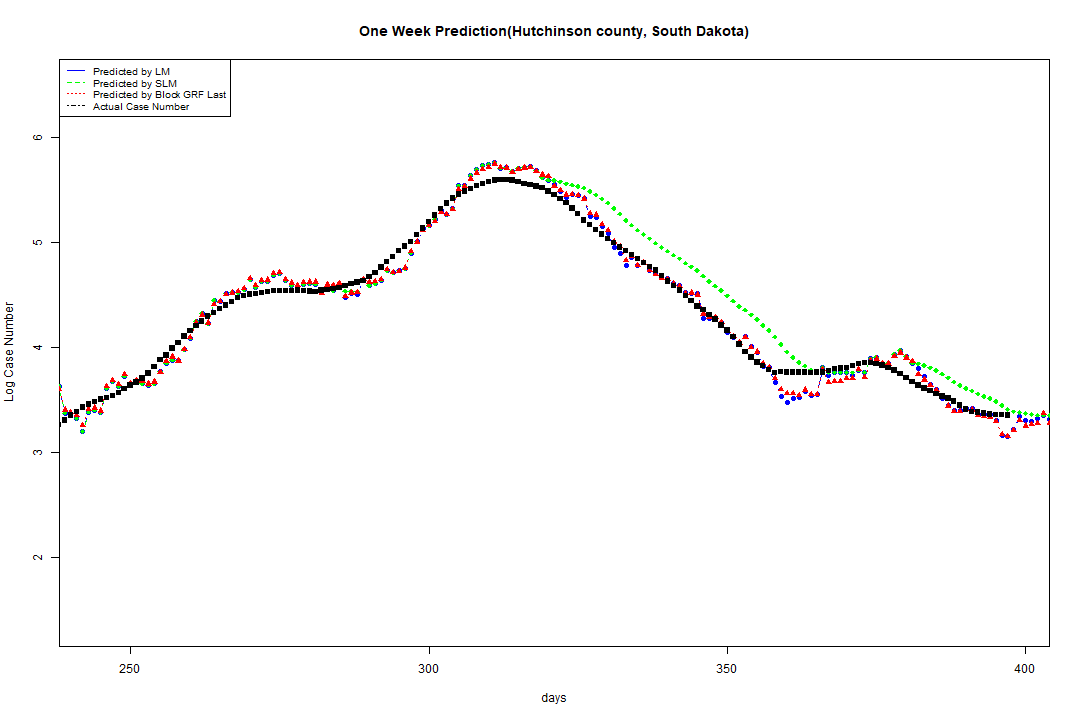 One Week Prediction(Hutchinson county, South Dakota)
Predicted by LM
Predicted by SLM
Predicted by Block GRF Last
Actual Case Number
6
5
4
3
2
Log Case Number
250 300 350 400
days